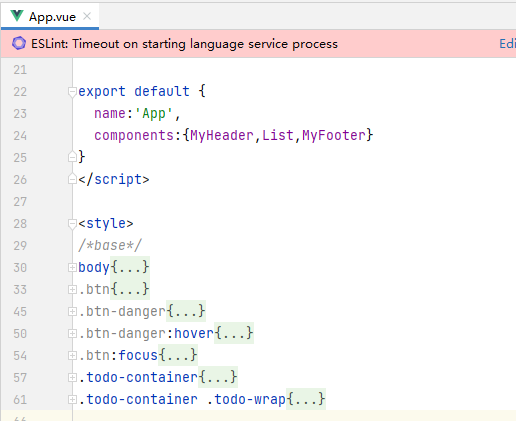 App.vue
ESLint: Timeout on starting language service process Edi
21
22 export default {
23 name:'App',
24 components:{MyHeader,List,MyFooter}
25 }
26 </script>
27
28 <style>
29 /*base*/
30 body{...}
33 .btn{...}
45 .btn-danger{...}
50 .btn-danger:hover{...}
54 .btn:focus{...}
57 .todo-container{...}
61 .todo-container .todo-wrap{...}
66